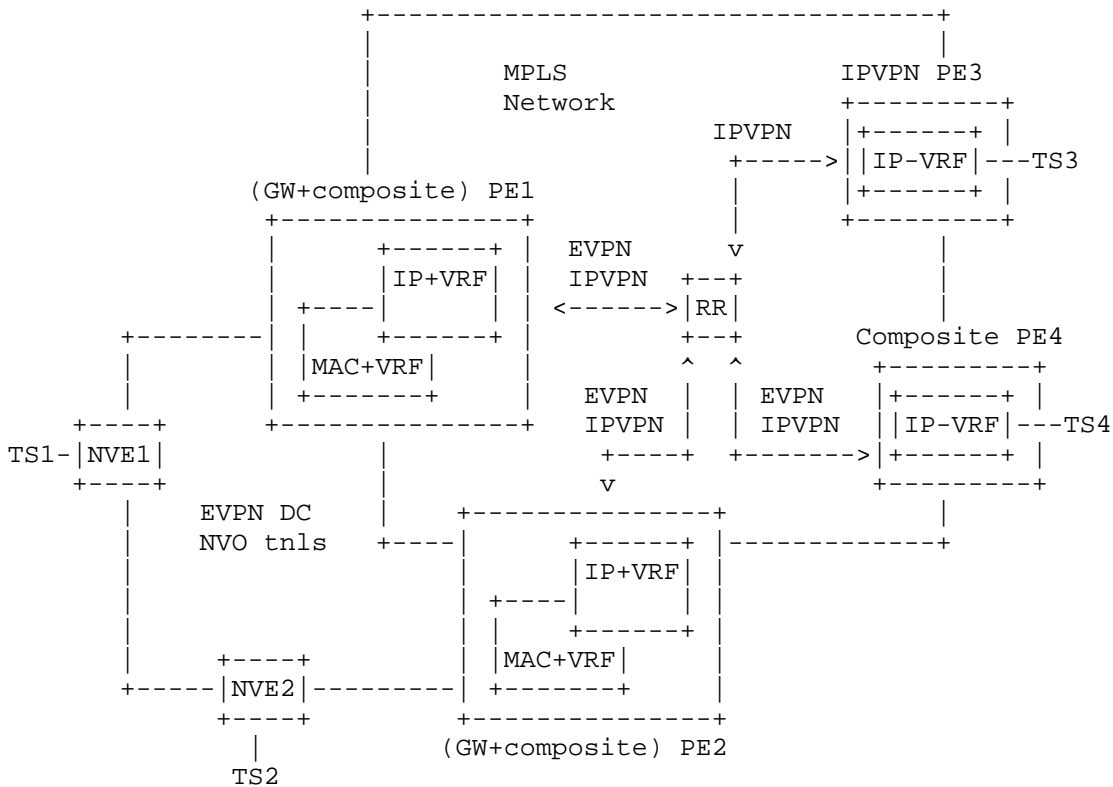 MPLS IPVPN PE3
Network
IPVPN
IP-VRF TS3
(GW+composite) PE1
EVPN v
IP+VRF IPVPN
<------> RR
Composite PE4
MAC+VRF ^ ^
EVPN EVPN
IPVPN IPVPN IP-VRF TS4
TS1 NVE1
v
EVPN DC
NVO tnls
IP+VRF
MAC+VRF
NVE2
(GW+composite) PE2
TS2